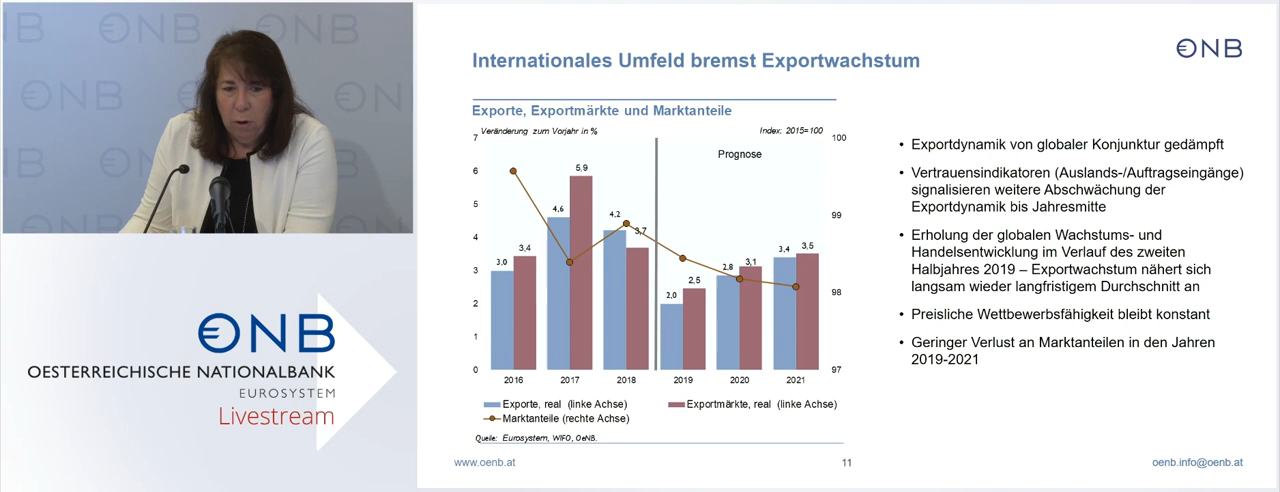 ONB
ONB
ONB
ONB
ONB
ONB
OESTERREICHISCHE NATIONALBANK
EUROSYSTEM
Livestream
ONB
Internationales Umfeld bremst Exportwachstum
Exporte, Exportmärkte und Marktanteile
Veränderung zum Vorjahr in %
Index: 2015=100
Prognose
7
6
5
4
3
2
1
0
100
99
98
97
3,0
3,4
4,6
5,9
4,2
3,7
2,0
2,5
2,8
3,1
3,4
3,5
2016
2017
2018
2019
2020
2021
Exporte, real (linke Achse)
Exportmärkte, real (linke Achse)
Marktanteile (rechte Achse)
Quelle: Eurosystem, WIFO, OeNB.
• Exportdynamik von globaler Konjunktur gedämpft
• Vertrauensindikatoren (Auslands-/Auftragseingänge)
signalisieren weitere Abschwächung der
Exportdynamik bis Jahresmitte
• Erholung der globalen Wachstums- und
Handelsentwicklung im Verlauf des zweiten
Halbjahres 2019 – Exportwachstum nähert sich
langsam wieder langfristigem Durchschnitt an
• Preisliche Wettbewerbsfähigkeit bleibt konstant
• Geringer Verlust an Marktanteilen in den Jahren
2019-2021
www.oenb.at
11
oenb.info@oenb.at